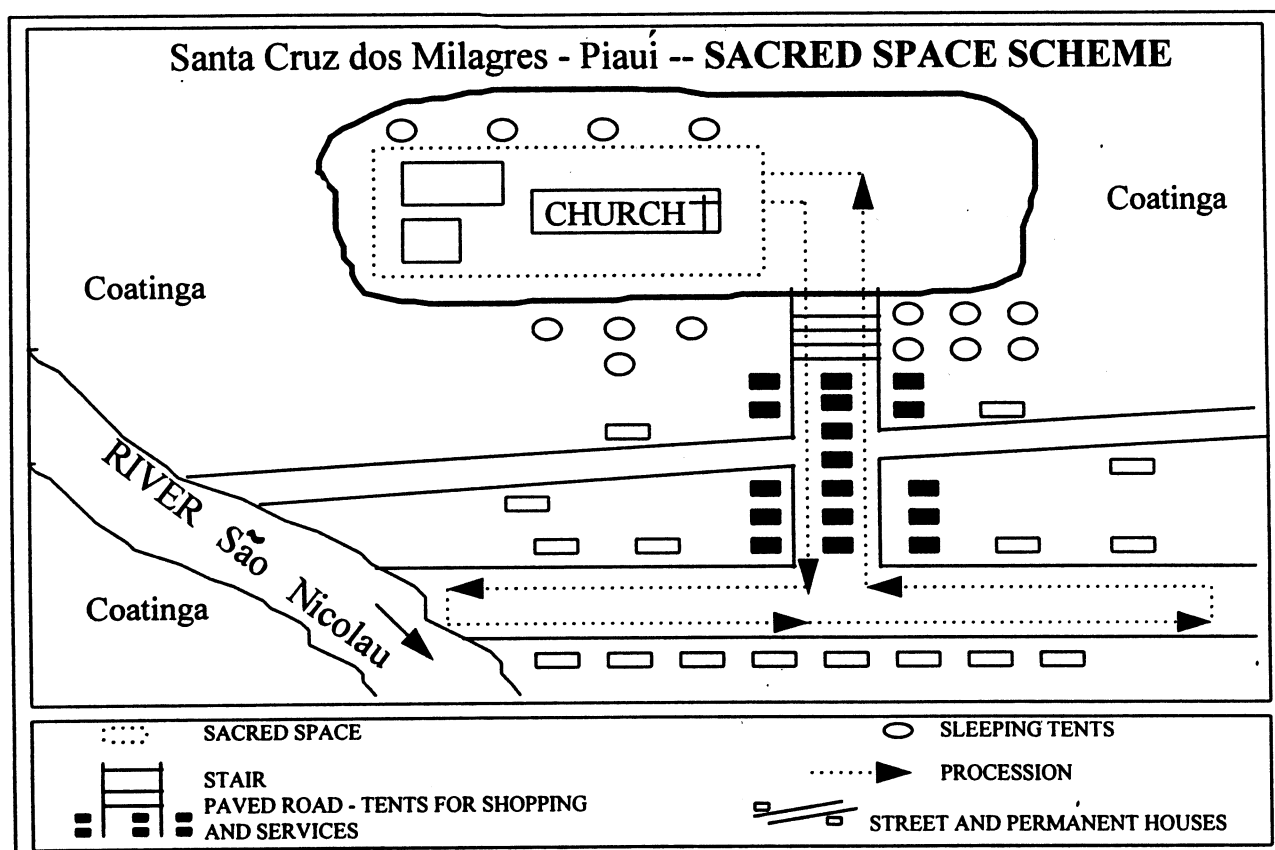 Santa Cruz dos Milagres - Piauí -- SACRED SPACE SCHEME
CHURCH
Coatinga
Coatinga
RIVER São Nicolau
Coatinga
SACRED SPACE
STAIR
PAVED ROAD - TENTS FOR SHOPPING
AND SERVICES
SLEEPING TENTS
PROCESSION
STREET AND PERMANENT HOUSES